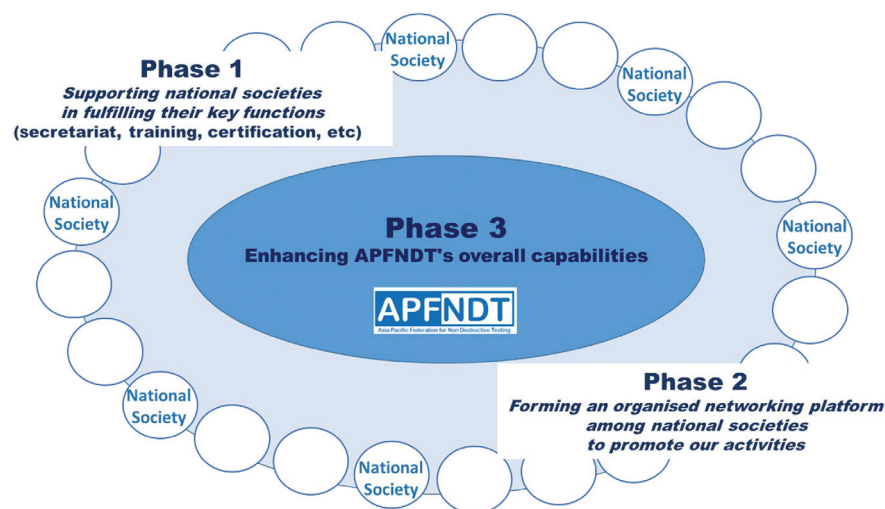 National
Society
Phase 1
Supporting national societies
in fulfilling their key functions
(secretariat, training, certification, etc)
National
Society
National
Society
National
Society
Phase 3
Enhancing APFNDT's overall capabilities
APFNDT
Asia Pacific Federation for Non Destructive Testing
Phase 2
Forming an organised networking platform
among national societies
to promote our activities
National
Society
National
Society